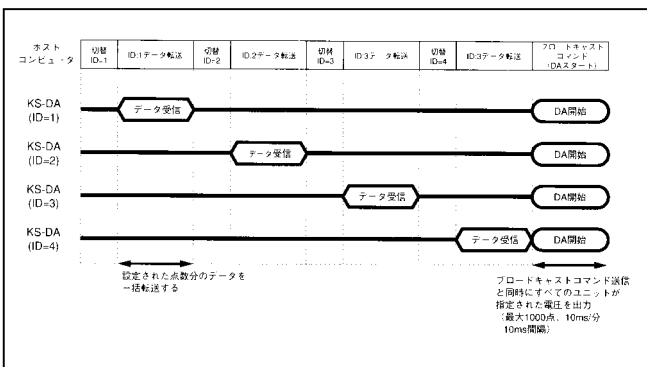 ホスト
コンピュータ
切替
ID=1
ID:1データ転送
切替
ID=2
ID:2データ転送
切替
ID=3
ID:3データ転送
切替
ID=4
ID:3データ転送
ブロードキャスト
コマンド
(DAスタート)
KS-DA
(ID=1)
データ受信
DA開始
KS-DA
(ID=2)
データ受信
DA開始
KS-DA
(ID=3)
データ受信
DA開始
KS-DA
(ID=4)
データ受信
DA開始
設定された点数分のデータを
一括転送する
ブロードキャストコマンド送信
と同時にすべてのユニットが
指定された電圧を出力
(最大1000点、10ms/分
10ms間隔)